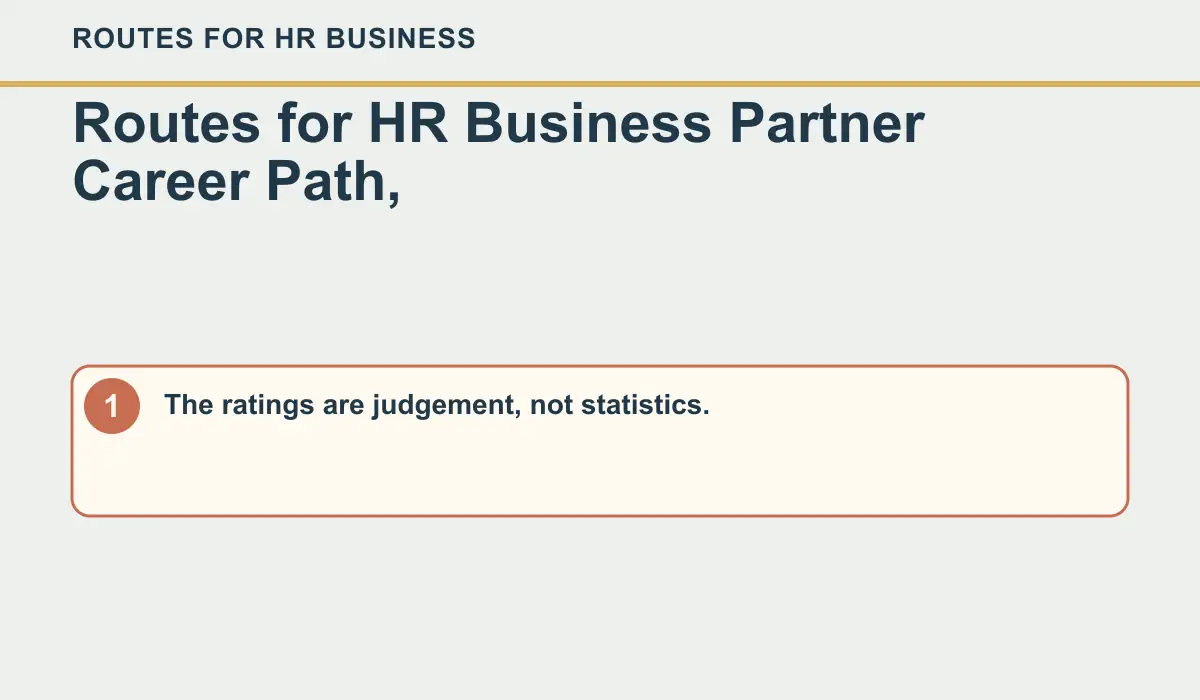 ROUTES FOR HR BUSINESS
Routes for HR Business Partner
Career Path,
1
The ratings are judgement, not statistics.